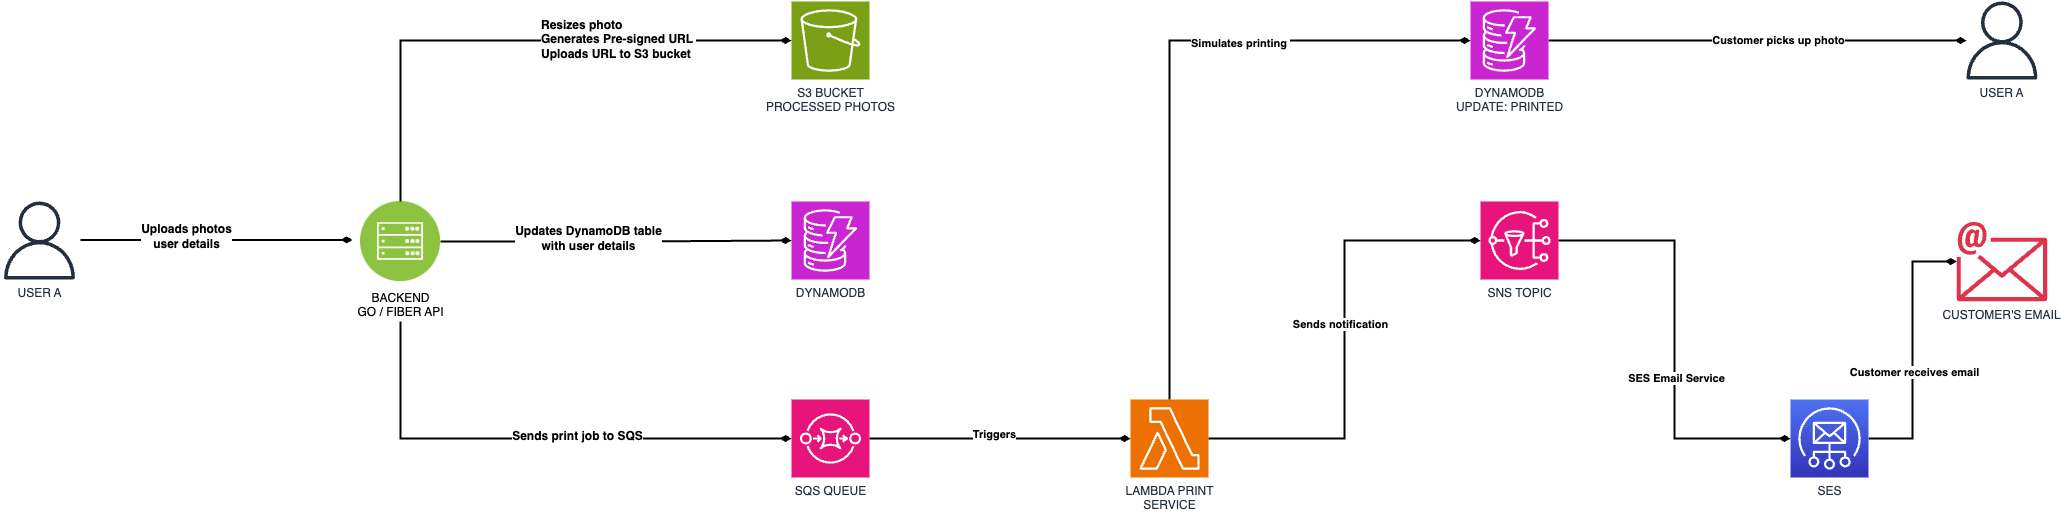 Resizes photo
Generates Pre-signed URL
Uploads URL to S3 bucket
S3 BUCKET
PROCESSED PHOTOS
Simulates printing
DYNAMODB
UPDATE: PRINTED
Customer picks up photo
USER A
Uploads photos
user details
USER A
BACKEND
GO / FIBER API
Updates DynamoDB table
with user details
DYNAMODB
Sends print job to SQS
SQS QUEUE
Triggers
LAMBDA PRINT
SERVICE
Sends notification
SNS TOPIC
SES Email Service
SES
Customer receives email
@
CUSTOMER'S EMAIL